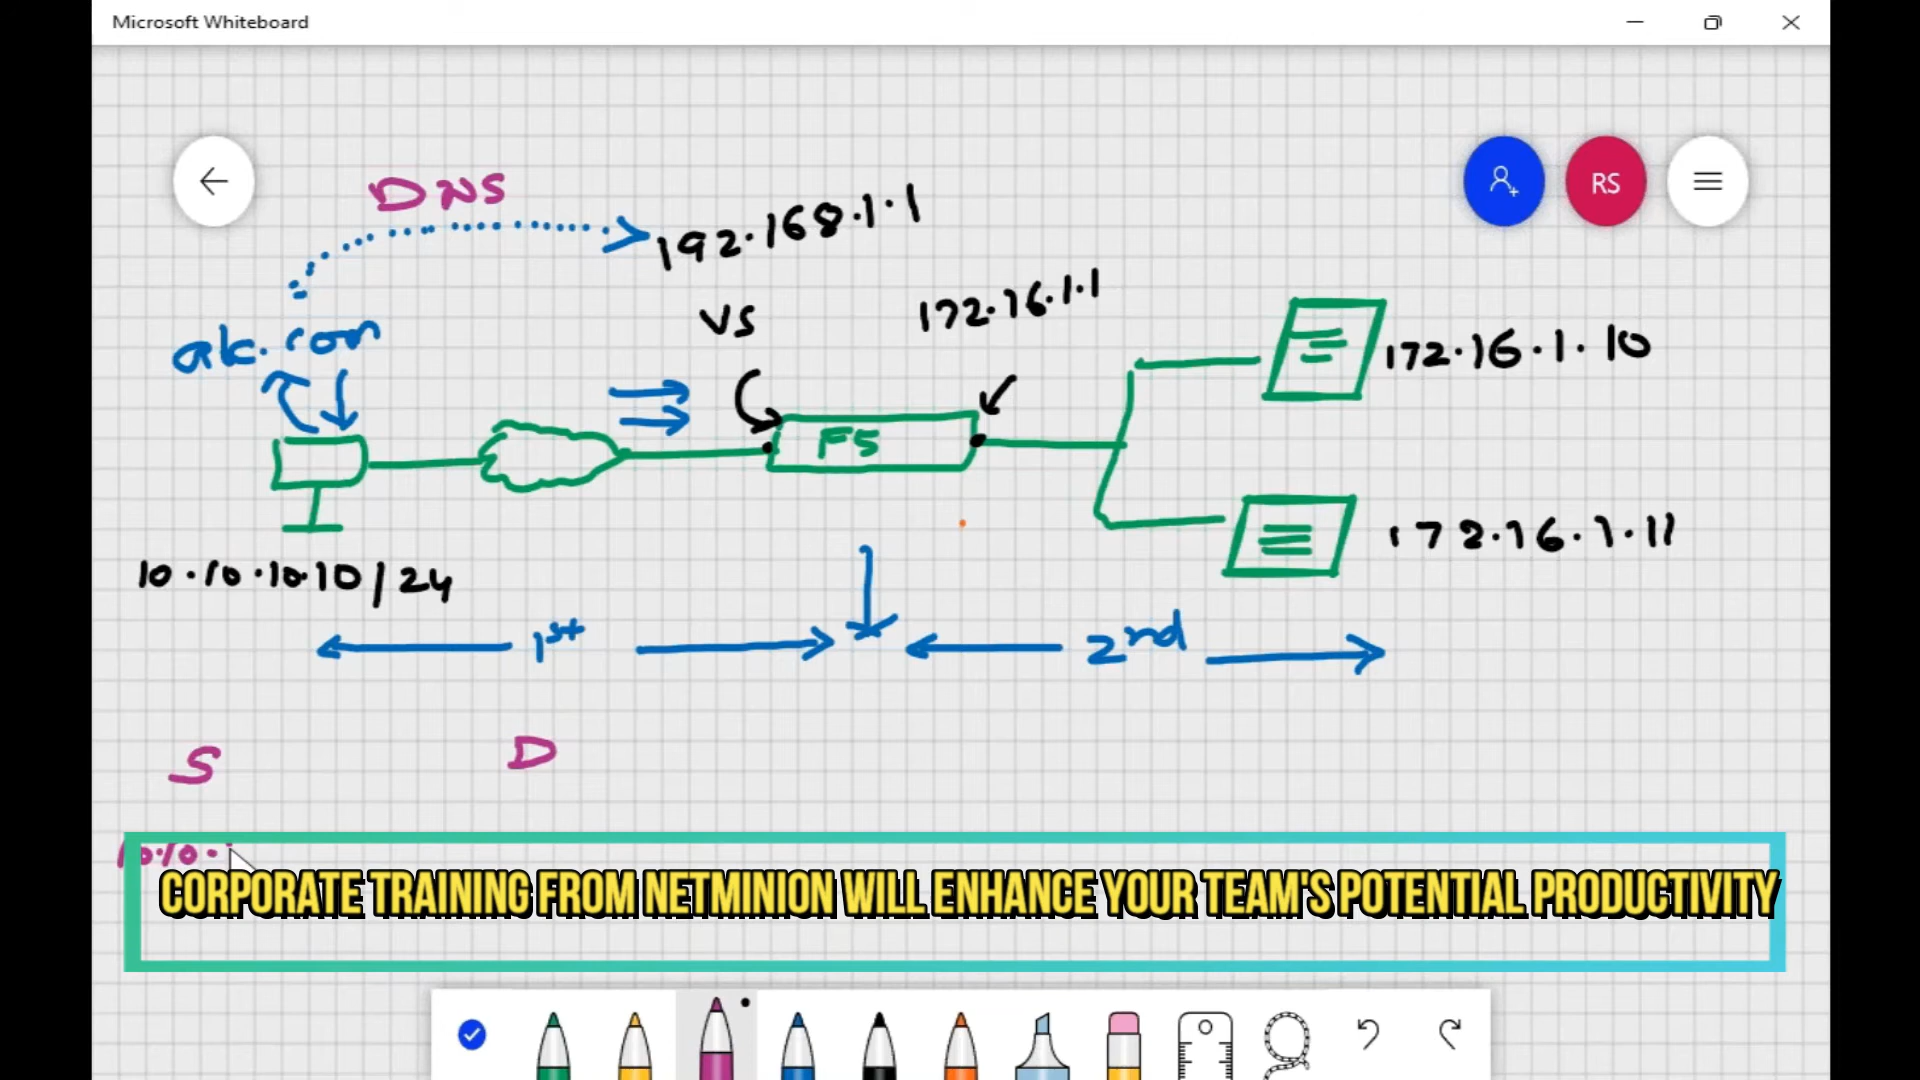 Microsoft Whiteboard
DNS
192.168.1.1
RS
VS
172.16.1.1
ak.com
172.16.1.10
F5
172.16.1.11
10.10.10.10/24
1st
2nd
S
D
10.10.
CORPORATE TRAINING FROM NETMINION WILL ENHANCE YOUR TEAM'S POTENTIAL PRODUCTIVITY